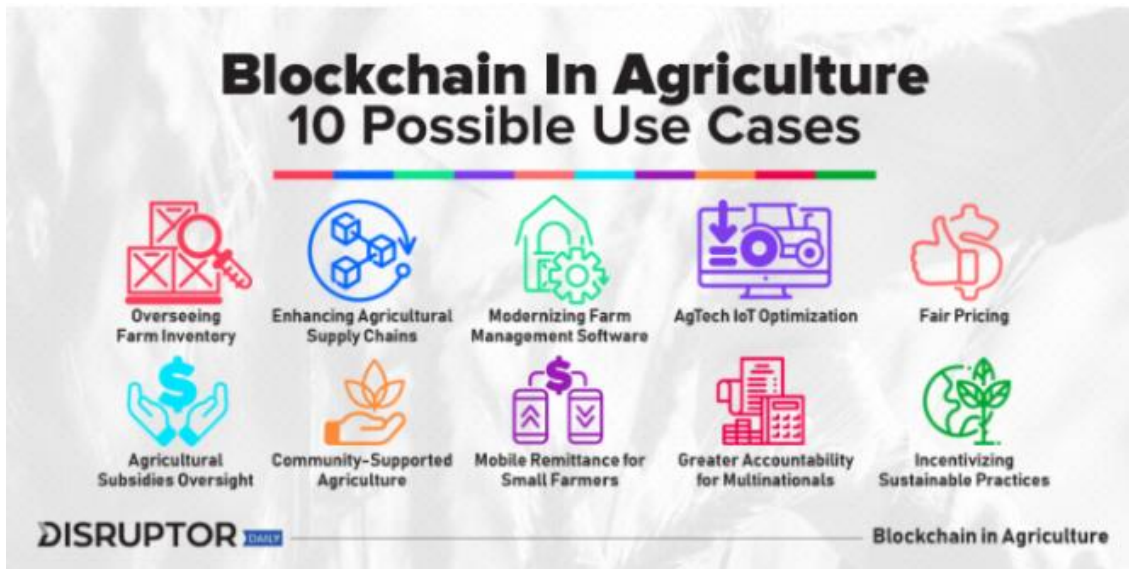 Blockchain In Agriculture
10 Possible Use Cases
Overseeing
Farm Inventory
Enhancing Agricultural
Supply Chains
Modernizing Farm
Management Software
AgTech IoT Optimization
Fair Pricing
Agricultural
Subsidies Oversight
Community-Supported
Agriculture
Mobile Remittance for
Small Farmers
Greater Accountability
for Multinationals
Incentivizing
Sustainable Practices
DISRUPTOR DAILY
Blockchain in Agriculture